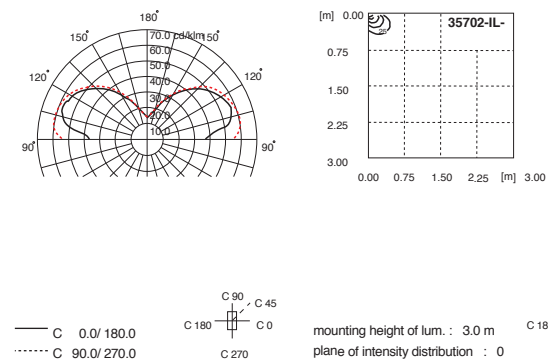 180°
150° 70.0 cd/klm 150°
60.0
50.0
120° 40.0 120°
30.0
20.0
10.0
90° 90°
[m] 0.00 35702-IL-
25
0.75
1.50
2.25
3.00
0.00 0.75 1.50 2.25 [m] 3.00
C 90
C 45
C 180 C 0
C 270
C 0.0/ 180.0
C 90.0/ 270.0
mounting height of lum. : 3.0 m
plane of intensity distribution : 0
C 18